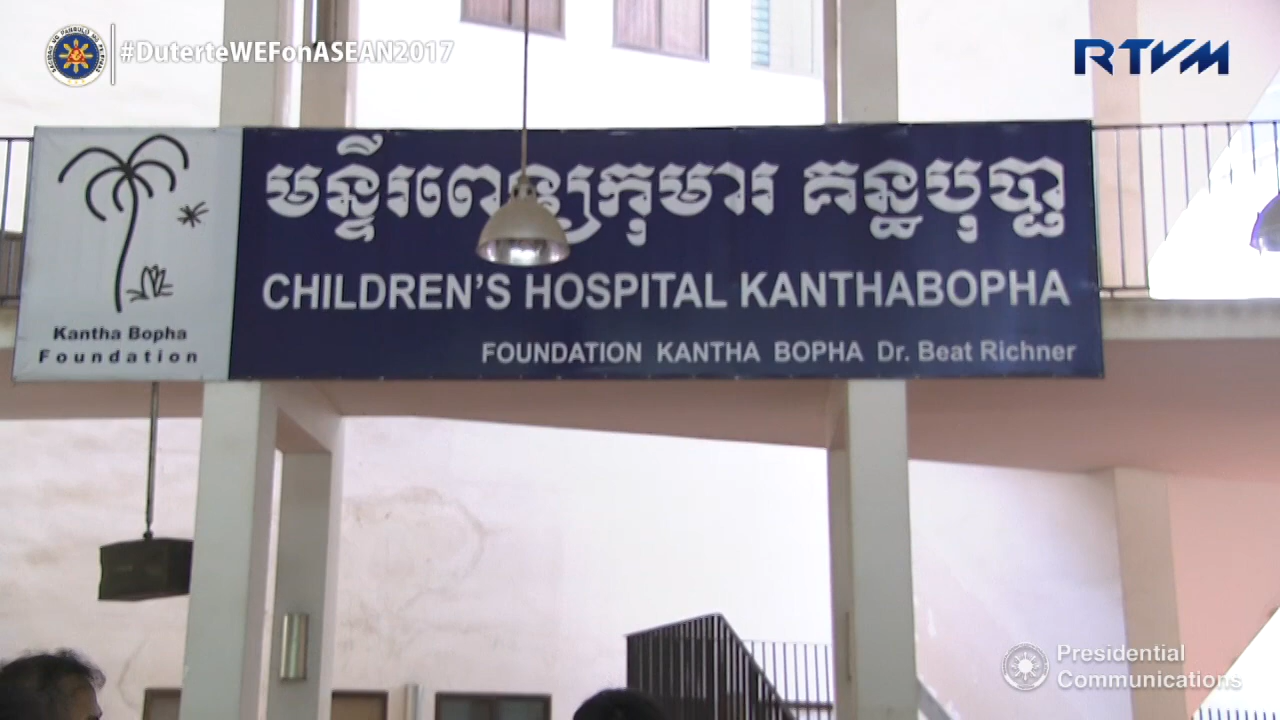 #DuterteWEFonASEAN2017
RTVM
មន្ទីរពេទ្យកុមារ គន្ធបុប្ផា
CHILDREN'S HOSPITAL KANTHABOPHA
FOUNDATION KANTHA BOPHA Dr. Beat Richner
Kantha Bopha
Foundation
Presidential
Communications